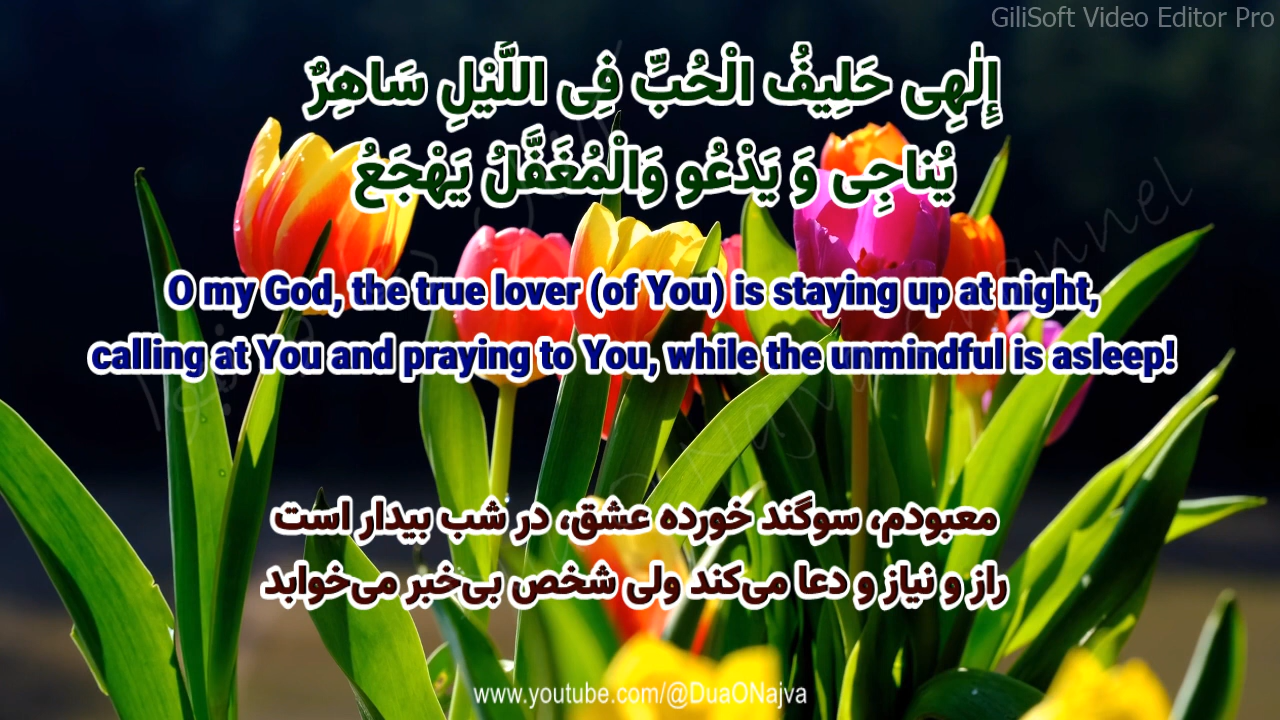 GiliSoft Video Editor Pro
إِلٰهِی حَلِیفُ الْحُبِّ فِی اللَّیْلِ سَاهِرٌ
یُناجِی وَ یَدْعُو وَالْمُغَفَّلُ یَهْجَعُ
O my God, the true lover (of You) is staying up at night,
calling at You and praying to You, while the unmindful is asleep!
معبودم، سوگند خورده عشق، در شب بیدار است
راز و نیاز و دعا می‌کند ولی شخص بی‌خبر می‌خوابد
www.youtube.com/@DuaONajva